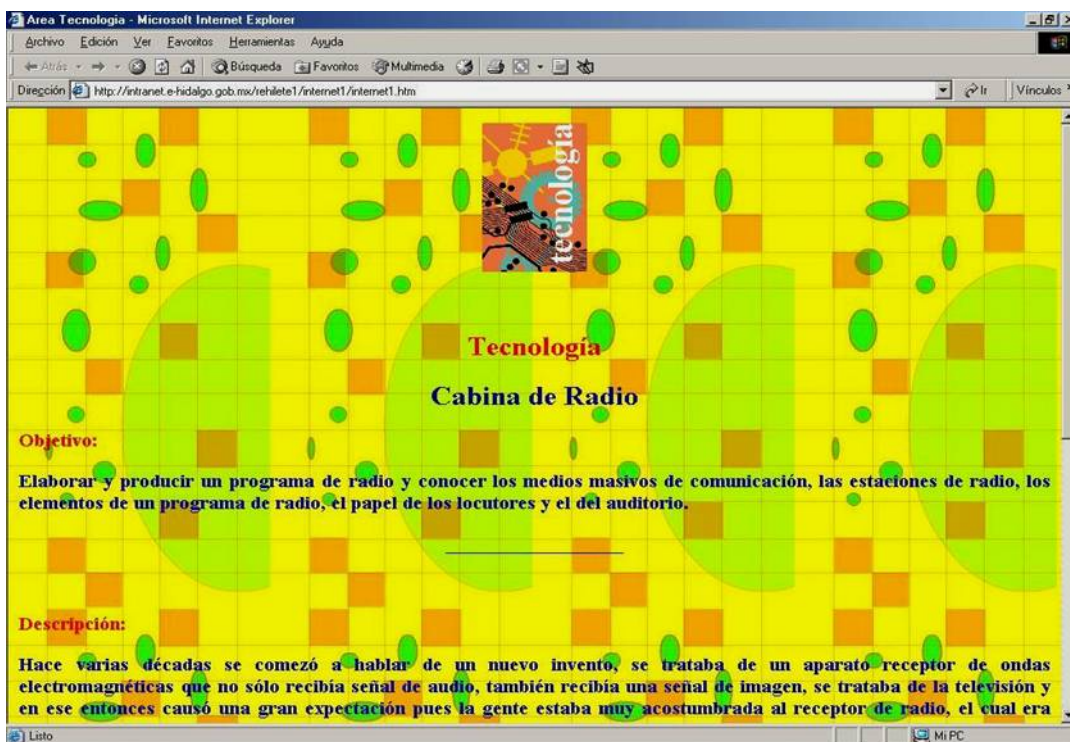 Area Tecnologia - Microsoft Internet Explorer
Archivo Edición Ver Favoritos Herramientas Ayuda
Atrás Búsqueda Favoritos Multimedia
Dirección http://intranet.e-hidalgo.gob.mx/rehilete1/internet1/internet1.htm Ir Vínculos
tecnología
Tecnología
Cabina de Radio
Objetivo:
Elaborar y producir un programa de radio y conocer los medios masivos de comunicación, las estaciones de radio, los
elementos de un programa de radio, el papel de los locutores y el del auditorio.
Descripción:
Hace varias décadas se comezó a hablar de un nuevo invento, se trataba de un aparato receptor de ondas
electromagnéticas que no sólo recibía señal de audio, también recibía una señal de imagen, se trataba de la televisión y
en ese entonces causó una gran expectación pues la gente estaba muy acostumbrada al receptor de radio, el cual era
Listo Mi PC